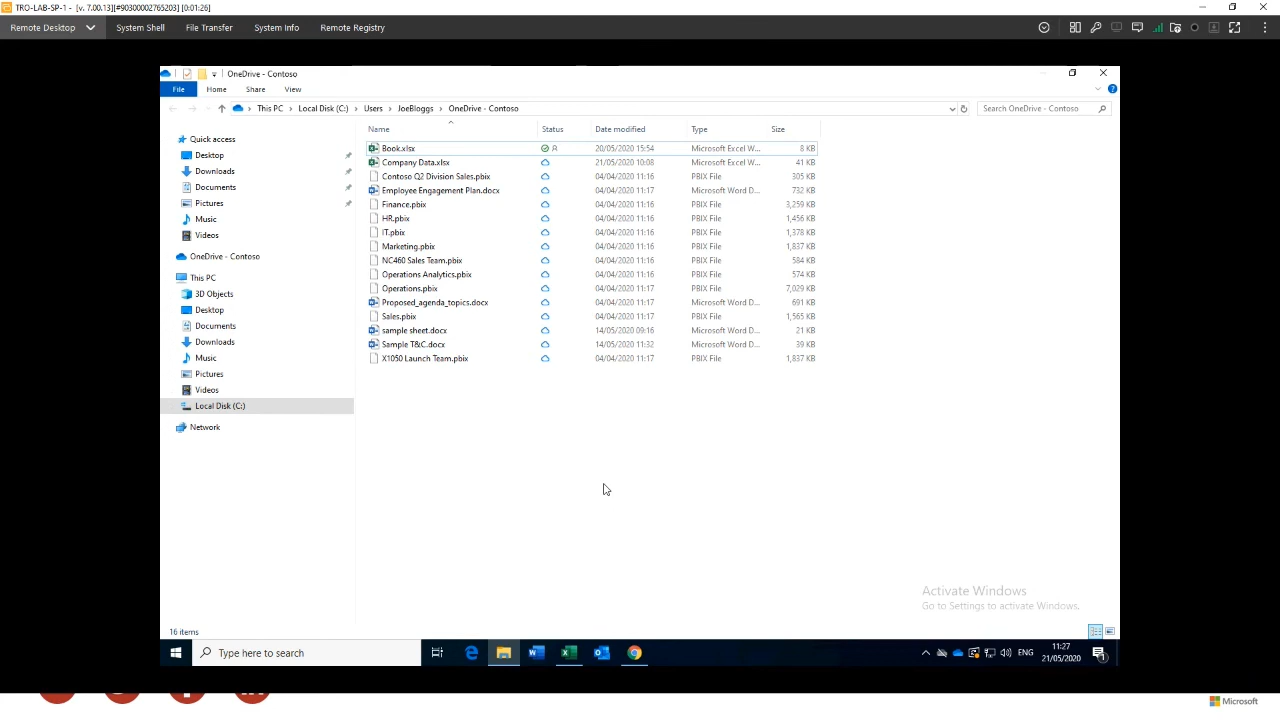 TRO-LAB-SP-1 - [v. 7.00.13][#90300002765203] [0:01:26]
Remote Desktop System Shell File Transfer System Info Remote Registry
OneDrive - Contoso
File Home Share View
This PC Local Disk (C:) Users JoeBloggs OneDrive - Contoso Search OneDrive - Contoso
Quick access
Desktop
Downloads
Documents
Pictures
Music
Videos
OneDrive - Contoso
This PC
3D Objects
Desktop
Documents
Downloads
Music
Pictures
Videos
Local Disk (C:)
Network
Name Status Date modified Type Size
Book.xlsx 20/05/2020 15:54 Microsoft Excel W... 8 KB
Company Data.xlsx 21/05/2020 10:08 Microsoft Excel W... 41 KB
Contoso Q2 Division Sales.pbix 04/04/2020 11:16 PBIX File 305 KB
Employee Engagement Plan.docx 04/04/2020 11:17 Microsoft Word D... 732 KB
Finance.pbix 04/04/2020 11:16 PBIX File 3,259 KB
HR.pbix 04/04/2020 11:16 PBIX File 1,456 KB
IT.pbix 04/04/2020 11:16 PBIX File 1,378 KB
Marketing.pbix 04/04/2020 11:16 PBIX File 1,837 KB
NC460 Sales Team.pbix 04/04/2020 11:16 PBIX File 584 KB
Operations Analytics.pbix 04/04/2020 11:16 PBIX File 574 KB
Operations.pbix 04/04/2020 11:17 PBIX File 7,029 KB
Proposed_agenda_topics.docx 04/04/2020 11:17 Microsoft Word D... 691 KB
Sales.pbix 04/04/2020 11:17 PBIX File 1,565 KB
sample sheet.docx 14/05/2020 09:16 Microsoft Word D... 21 KB
Sample T&C.docx 14/05/2020 11:32 Microsoft Word D... 39 KB
X1050 Launch Team.pbix 04/04/2020 11:17 PBIX File 1,837 KB
Activate Windows
Go to Settings to activate Windows.
16 items
Type here to search
ENG
11:27
21/05/2020
1
Microsoft